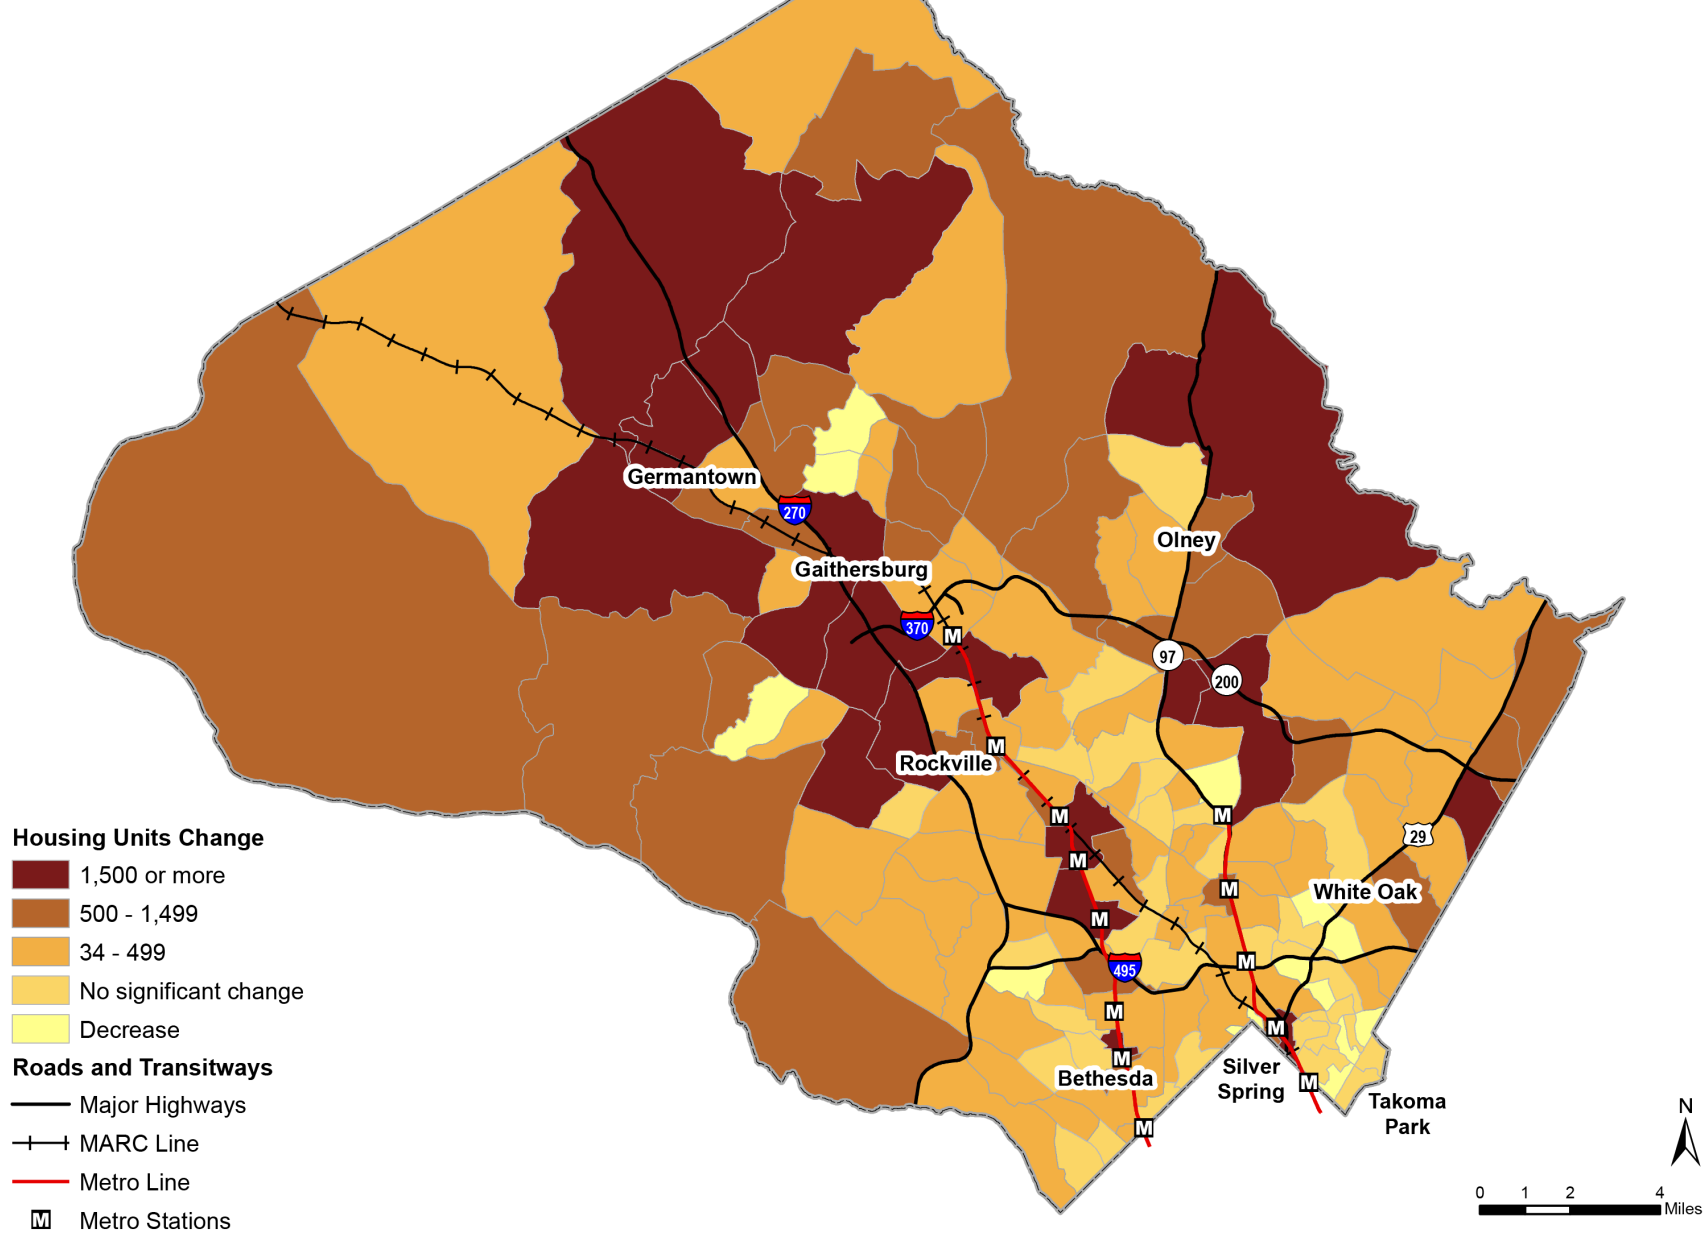 Germantown
270
Gaithersburg
370
M
Olney
97
200
Rockville
M
M
M
M
M
29
White Oak
M
M
495
M
M
M
Silver
Spring
M
Bethesda
M
Takoma
Park
M
Housing Units Change
1,500 or more
500 - 1,499
34 - 499
No significant change
Decrease
Roads and Transitways
Major Highways
MARC Line
Metro Line
M Metro Stations
N
0 1 2 4
Miles